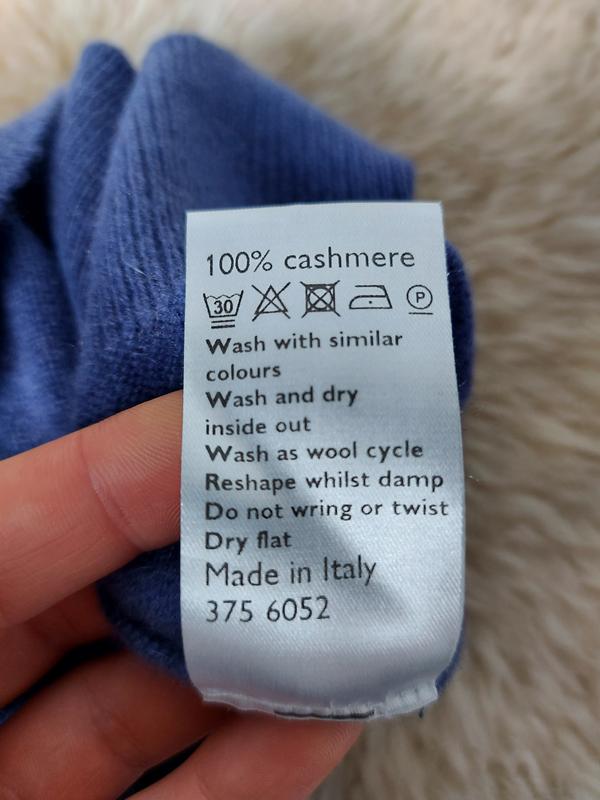 100% cashmere
30 P
Wash with similar
colours
Wash and dry
inside out
Wash as wool cycle
Reshape whilst damp
Do not wring or twist
Dry flat
Made in Italy
375 6052